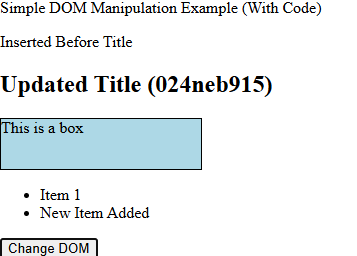 Simple DOM Manipulation Example (With Code)
Inserted Before Title
Updated Title (024neb915)
This is a box
Item 1
New Item Added
Change DOM